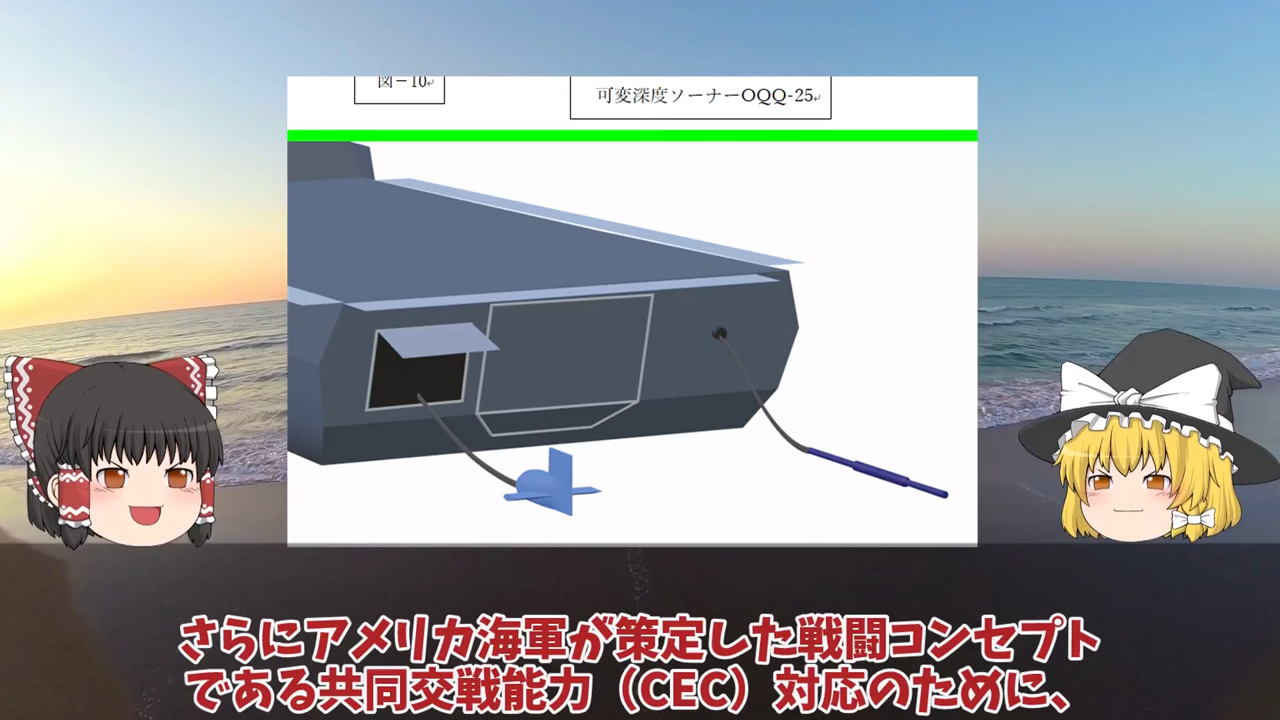 図－10
可変深度ソーナーOQQ-25
さらにアメリカ海軍が策定した戦闘コンセプト
である共同交戦能力（CEC）対応のために、